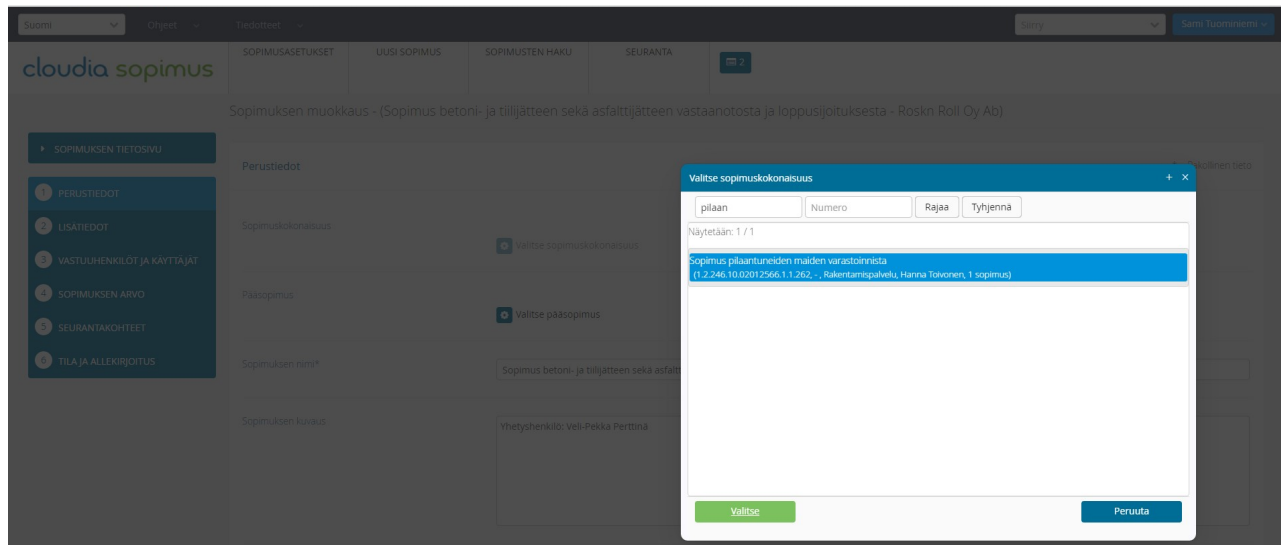 Suomi Ohjeet Tiedotteet Siirry Sami Tuominiemi
cloudia sopimus
SOPIMUSASETUKSET UUSI SOPIMUS SOPIMUSTEN HAKU SEURANTA 2
Sopimuksen muokkaus - (Sopimus betoni- ja tiilijätteen sekä asfalttijätteen vastaanotosta ja loppusijoituksesta - Roskn Roll Oy Ab)
SOPIMUKSEN TIETOSIVU
1 PERUSTIEDOT
2 LISÄTIEDOT
3 VASTUUHENKILÖT JA KÄYTTÄJÄT
4 SOPIMUKSEN ARVO
5 SEURANTAKOHTEET
6 TILA JA ALLEKIRJOITUS
Perustiedot
tieto
Sopimuskokonaisuus
Valitse sopimuskokonaisuus
Pääsopimus
Valitse pääsopimus
Sopimuksen nimi*
Sopimus betoni- ja tiilijätteen sekä asfaltt
Sopimuksen kuvaus
Yhetyshenkilö: Veli-Pekka Perttina
Valitse sopimuskokonaisuus + ×
pilaan Numero Rajaa Tyhjennä
Näytetään: 1 / 1
Sopimus pilaantuneiden maiden varastoinnista
(1.2.246.10.02012566.1.1.262, - , Rakentamispalvelu, Hanna Toivonen, 1 sopimus)
Valitse Peruuta